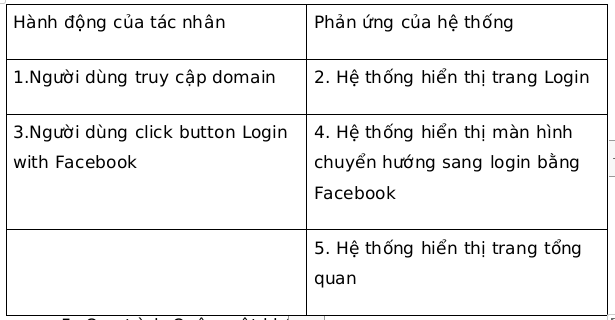 Hành động của tác nhân
Phản ứng của hệ thống
1.Người dùng truy cập domain
2. Hệ thống hiển thị trang Login
3.Người dùng click button Login
with Facebook
4. Hệ thống hiển thị màn hình
chuyển hướng sang login bằng
Facebook
5. Hệ thống hiển thị trang tổng
quan